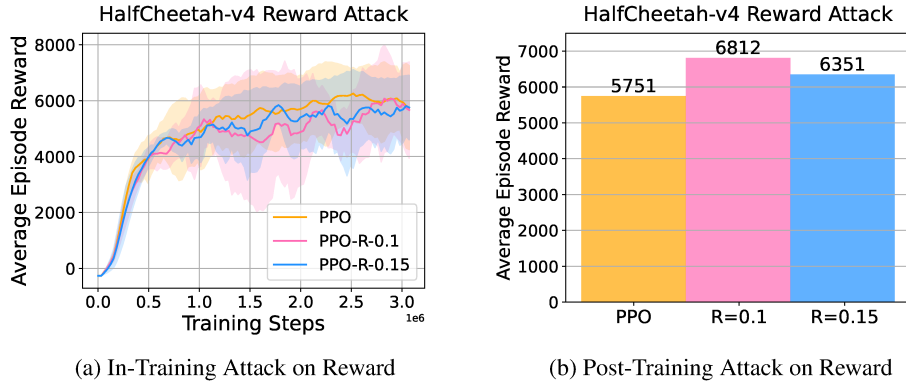 HalfCheetah-v4 Reward Attack
Average Episode Reward
8000
6000
4000
2000
0
PPO
PPO-R-0.1
PPO-R-0.15
0.0 0.5 1.0 1.5 2.0 2.5 3.0
1e6
Training Steps
(a) In-Training Attack on Reward
HalfCheetah-v4 Reward Attack
Average Episode Reward
7000
6000
5000
4000
3000
2000
1000
0
5751
6812
6351
PPO R=0.1 R=0.15
(b) Post-Training Attack on Reward